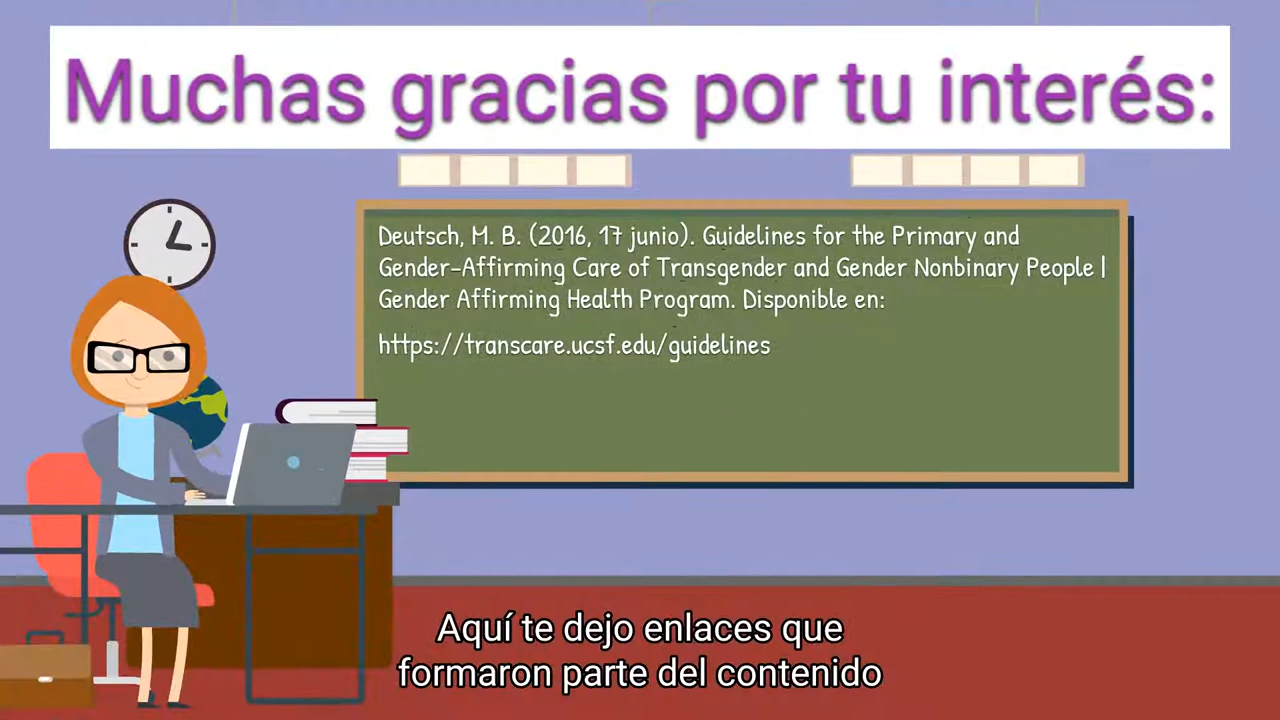 Muchas gracias por tu interés:
Deutsch, M. B. (2016, 17 junio). Guidelines for the Primary and
Gender-Affirming Care of Transgender and Gender Nonbinary People |
Gender Affirming Health Program. Disponible en:
https://transcare.ucsf.edu/guidelines
Aquí te dejo enlaces que
formaron parte del contenido